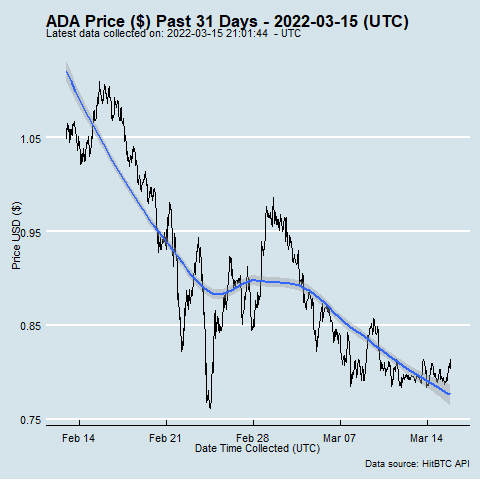 ADA Price ($) Past 31 Days - 2022-03-15 (UTC)
Latest data collected on: 2022-03-15 21:01:44  - UTC
Price USD ($)
1.05
0.95
0.85
0.75
Feb 14
Feb 21
Feb 28
Mar 07
Mar 14
Date Time Collected (UTC)
Data source: HitBTC API